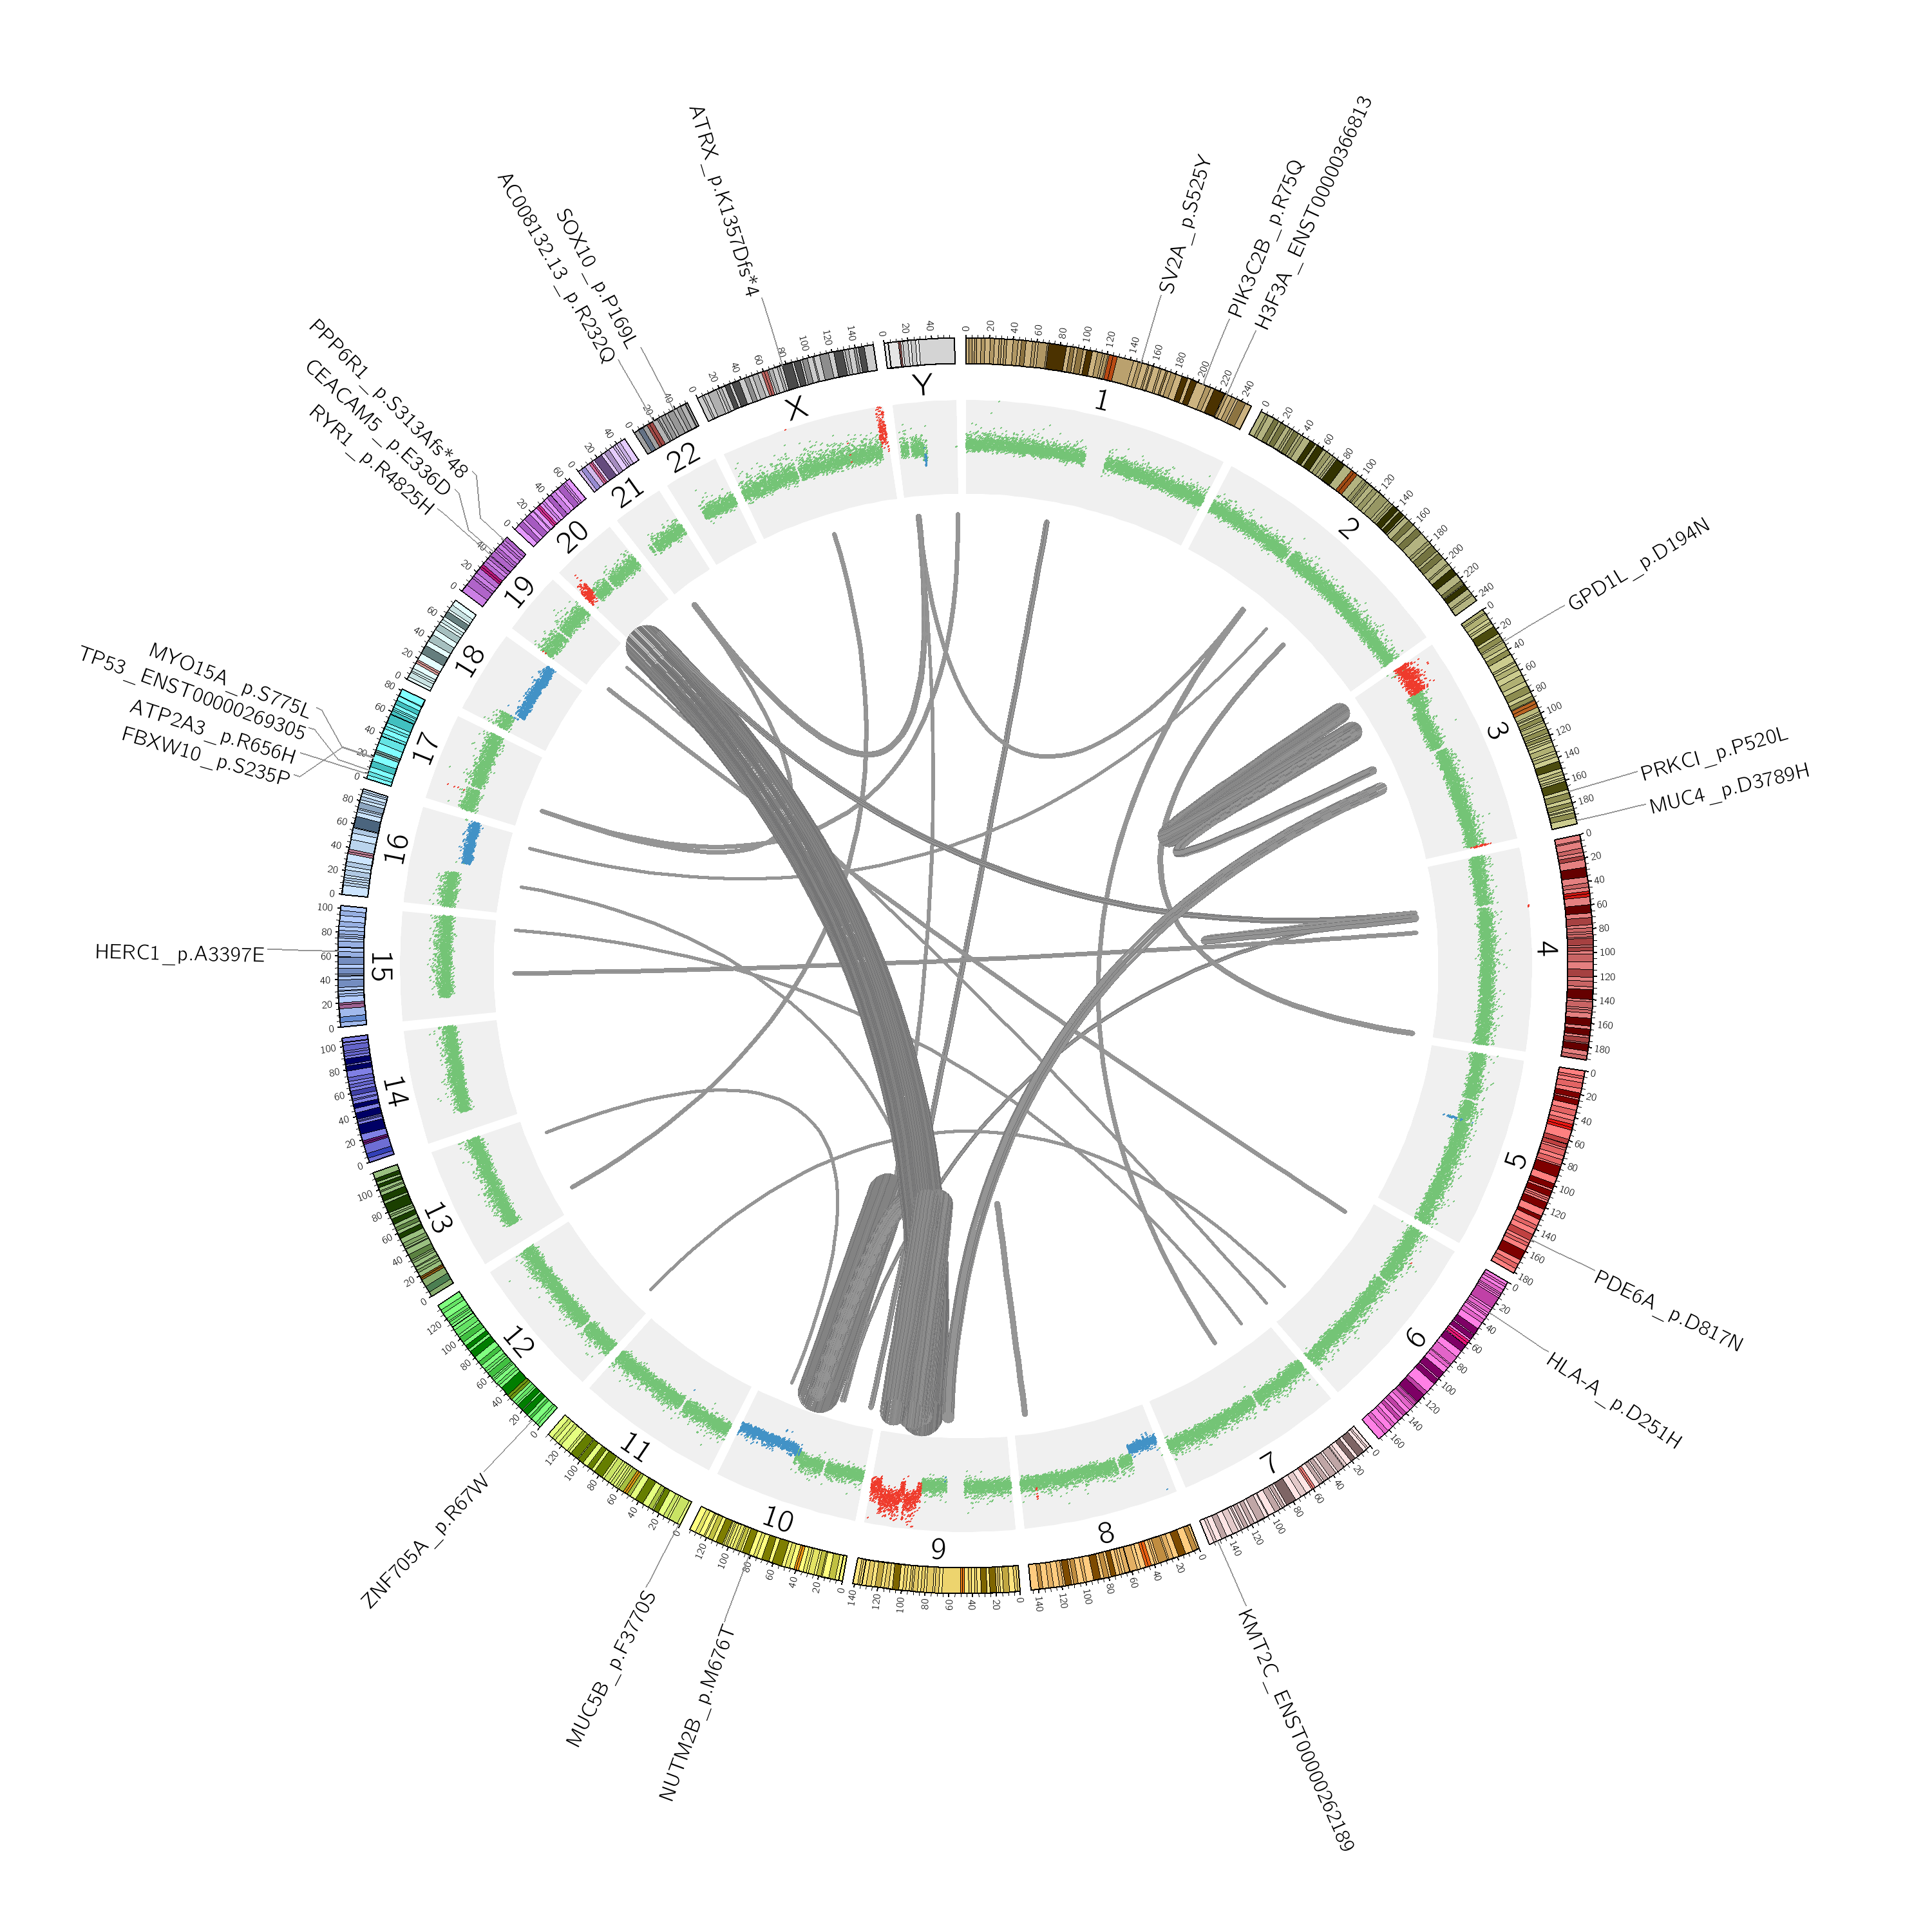 ATRX_p.K1357Dfs*4
SV2A_p.S525Y
PIK3C2B_p.R75Q
H3F3A_ENST00000366813
GPD1L_p.D194N
PRKCI_p.P520L
MUC4_p.D3789H
PDE6A_p.D817N
HLA-A_p.D251H
KMT2C_ENST00000262189
NUTM2B_p.M676T
MUC5B_p.F3770S
ZNF705A_p.R67W
HERC1_p.A3397E
FBXW10_p.S235P
ATP2A3_p.R656H
TP53_ENST00000269305
MYO15A_p.S775L
RYR1_p.R4825H
CEACAM5_p.E336D
PPP6R1_p.S313Afs*48
AC008132.13_p.R232Q
SOX10_p.P169L
1
2
3
4
5
6
7
8
9
10
11
12
13
14
15
16
17
18
19
20
21
22
X
Y